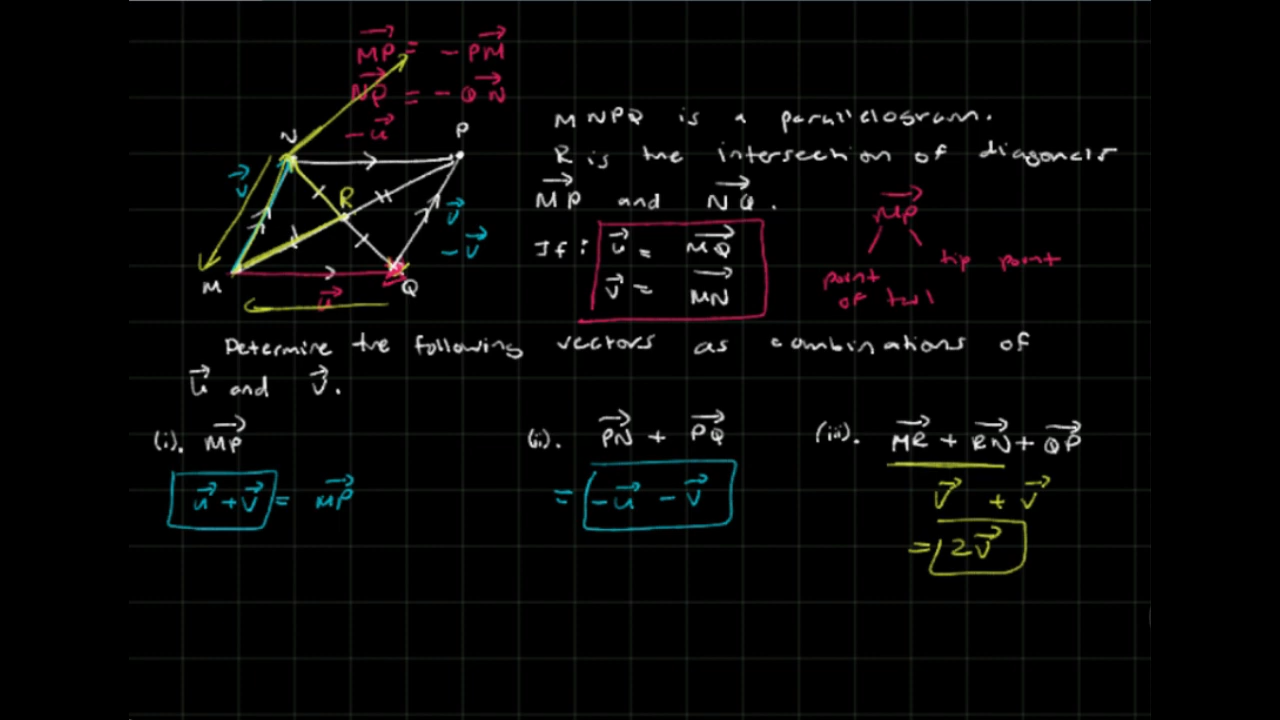 MP = - PM
NP = - QN
-u
N
P
v
R
v
-v
M
u
Q
MNPQ is a parallelogram.
R is the intersection of diagonals
MP and NQ.
If: u = MQ
v = MN
MP
point of tail
tip point
Determine the following vectors as combinations of
u and v.
(i). MP
u + v = MP
(ii). PN + PQ
= -u - v
(iii). MR + RN + QP
v + v
= 2v